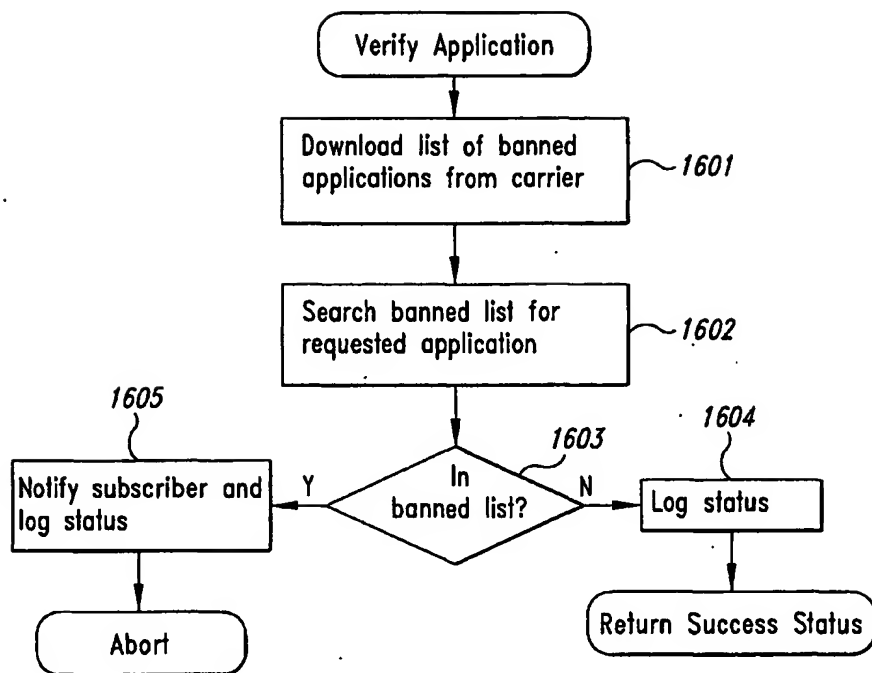 Verify Application
Download list of banned
applications from carrier
1601
Search banned list for
requested application
1602
1605
1603
1604
Notify subscriber and
log status
Y
In
banned list?
N
Log status
Abort
Return Success Status